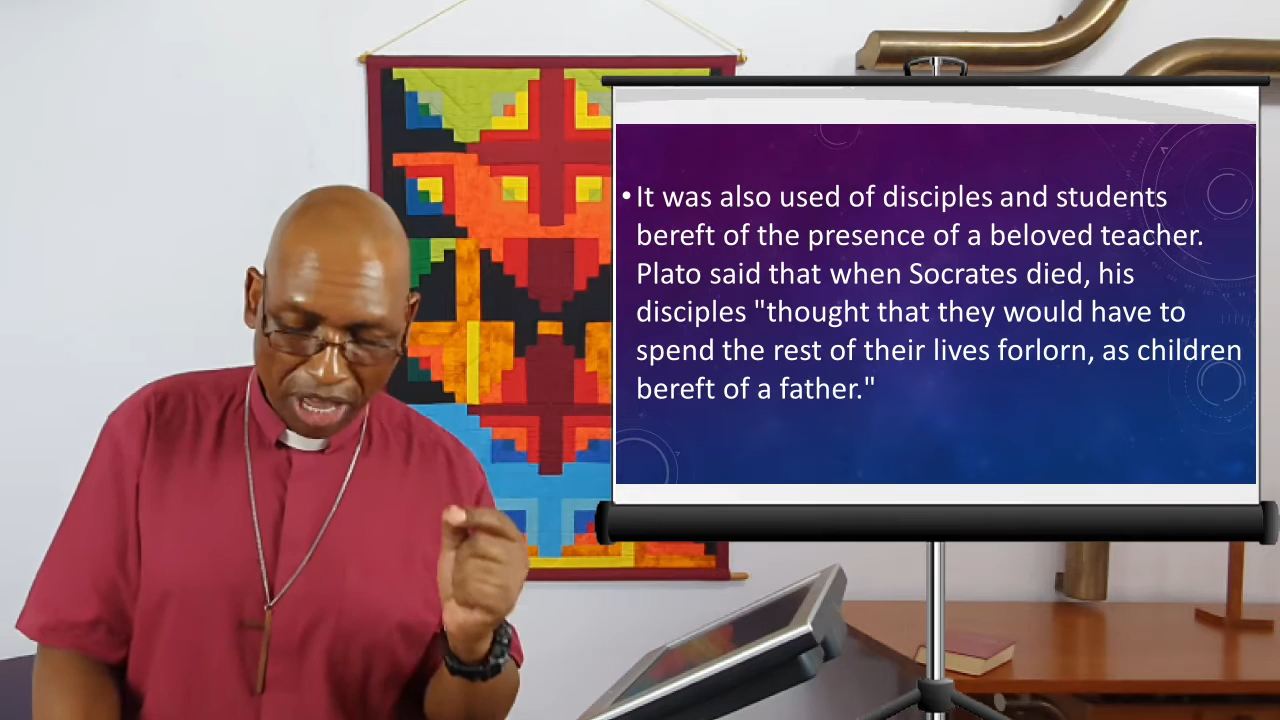 • It was also used of disciples and students
bereft of the presence of a beloved teacher.
Plato said that when Socrates died, his
disciples "thought that they would have to
spend the rest of their lives forlorn, as children
bereft of a father."